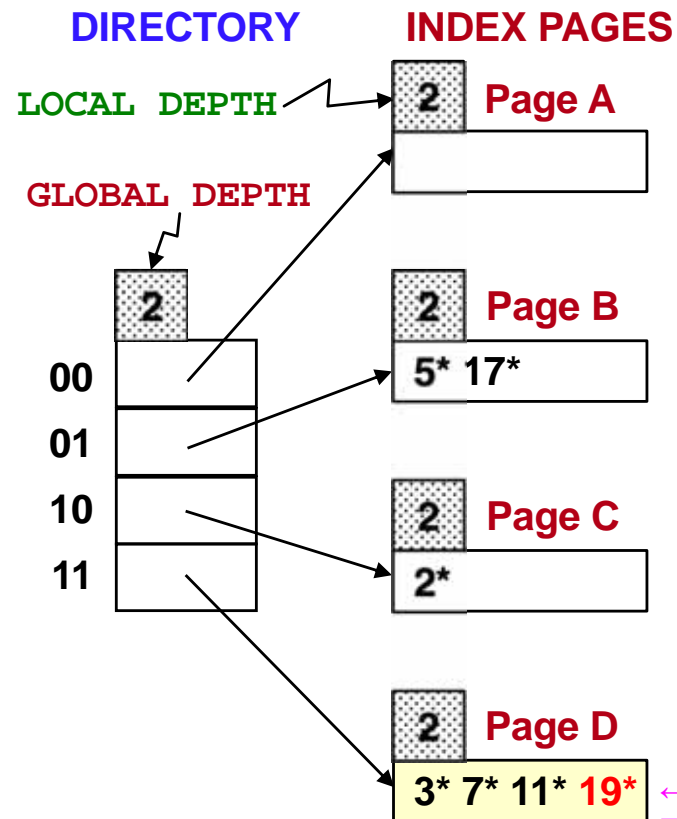 DIRECTORY INDEX PAGES
LOCAL DEPTH
2 Page A
GLOBAL DEPTH
2
2 Page B
00
5* 17*
01
10
2 Page C
11
2*
2 Page D
3* 7* 11* 19* ←